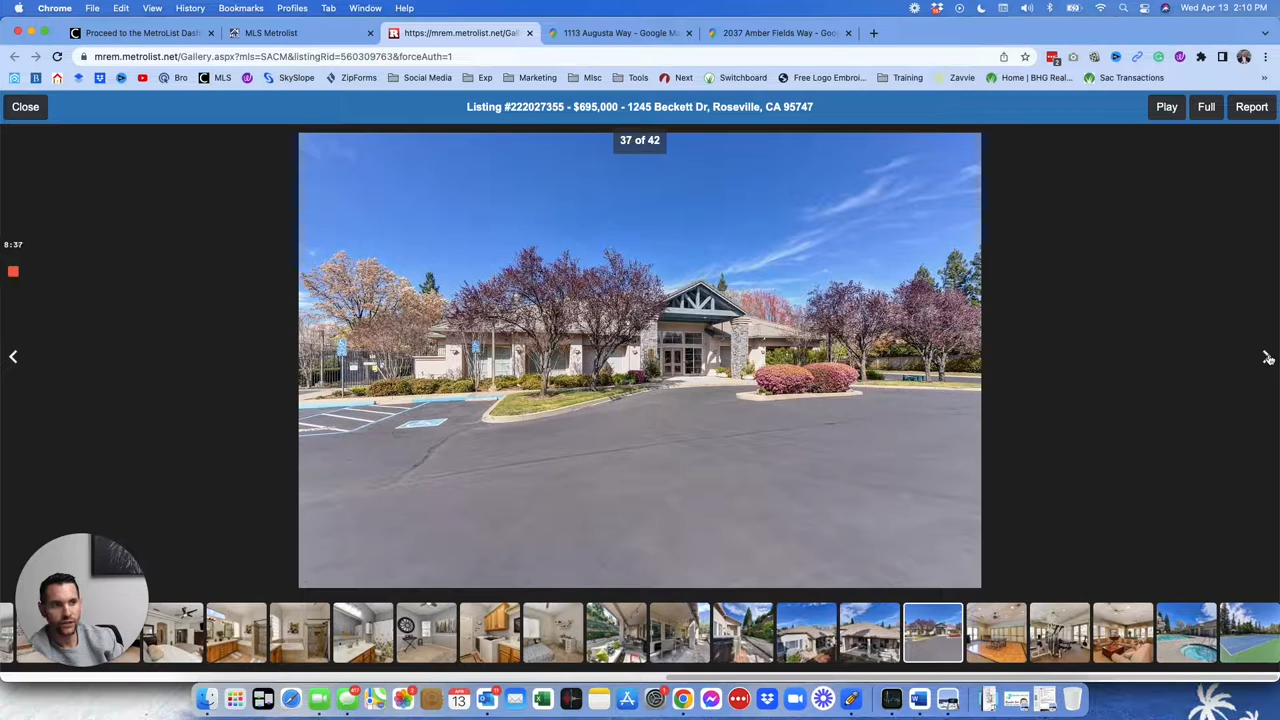 Chrome File Edit View History Bookmarks Profiles Tab Window Help
Wed Apr 13 2:10 PM
Proceed to the MetroList Dash
MLS Metrolist
https://mrem.metrolist.net/Gall
1113 Augusta Way - Google Ma
2037 Amber Fields Way - Goog
mrem.metrolist.net/Gallery.aspx?mls=SACM&listingRid=560309763&forceAuth=1
Bro MLS SkySlope ZipForms Social Media Exp Marketing MIsc Tools Next Switchboard Free Logo Embroi... Training Zavvie Home | BHG Real... Sac Transactions
Close
Listing #222027355 - $695,000 - 1245 Beckett Dr, Roseville, CA 95747
Play Full Report
37 of 42
8:37